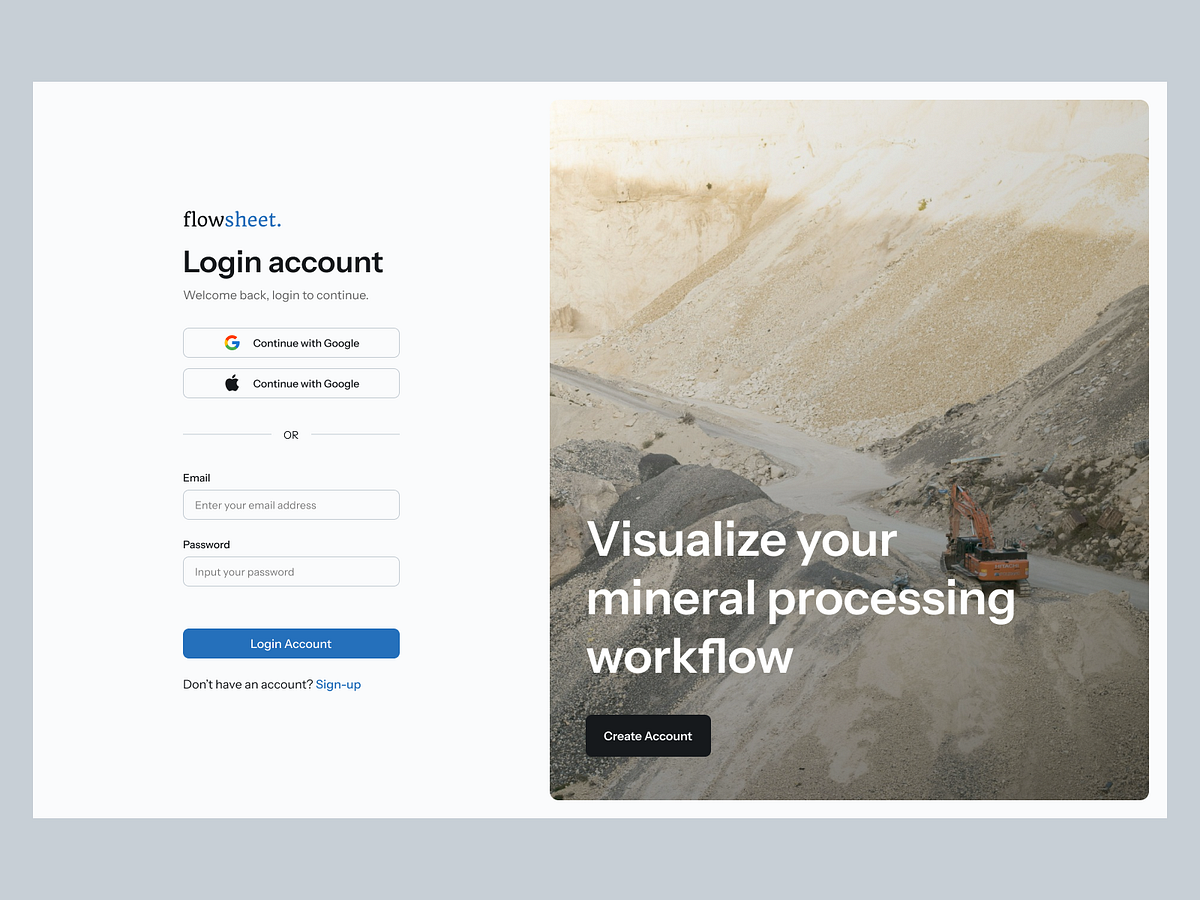 flowsheet.
Login account
Welcome back, login to continue.
Continue with Google
Continue with Google
OR
Email
Enter your email address
Password
Input your password
Login Account
Don't have an account? Sign-up
Visualize your
mineral processing
workflow
Create Account
HITACHI